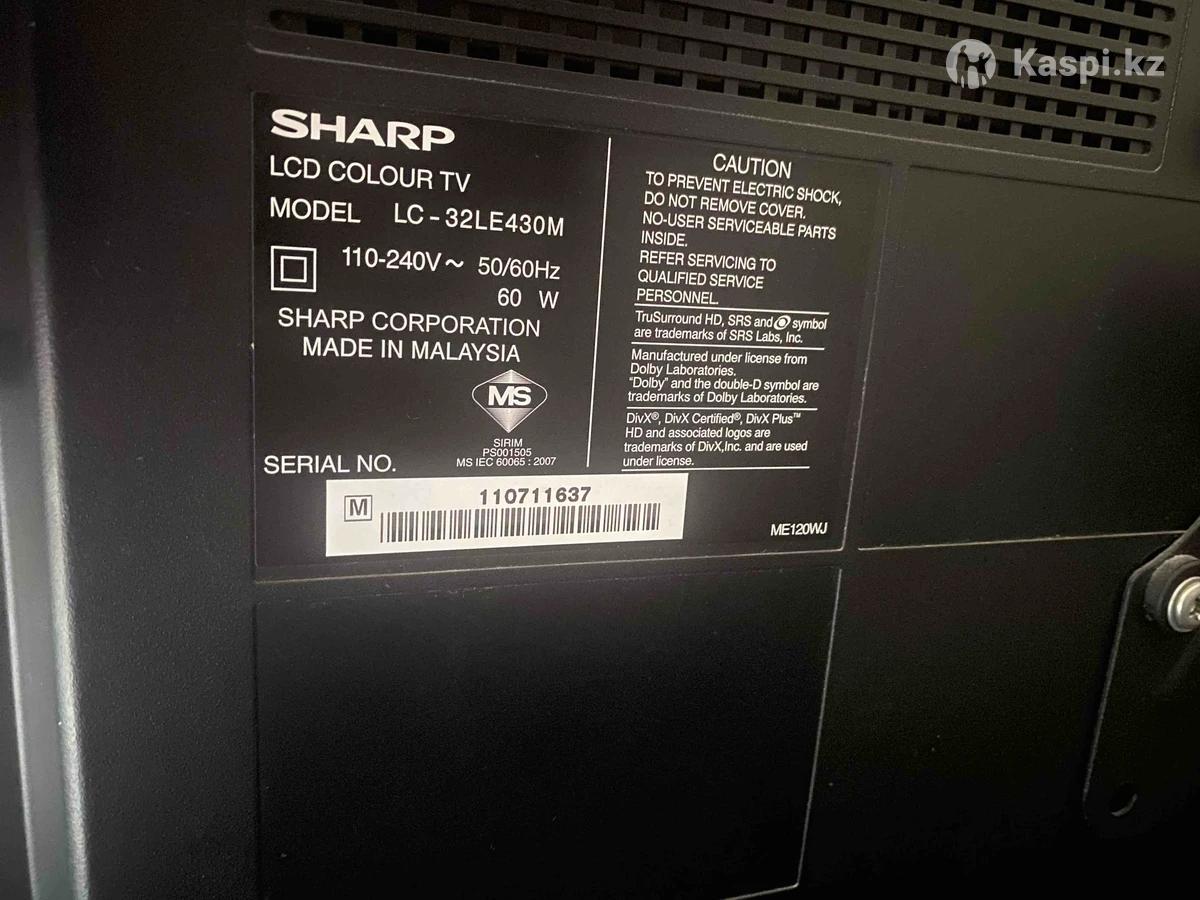 Kaspi.kz
SHARP
LCD COLOUR TV
MODEL LC-32LE430M
110-240V~ 50/60Hz
60 W
SHARP CORPORATION
MADE IN MALAYSIA
MS
SIRIM
PS001505
MS IEC 60065 : 2007
SERIAL NO.
M
110711637
CAUTION
TO PREVENT ELECTRIC SHOCK,
DO NOT REMOVE COVER.
NO-USER SERVICEABLE PARTS
INSIDE.
REFER SERVICING TO
QUALIFIED SERVICE
PERSONNEL.
TruSurround HD, SRS and symbol
are trademarks of SRS Labs, Inc.
Manufactured under license from
Dolby Laboratories.
"Dolby" and the double-D symbol are
trademarks of Dolby Laboratories.
DivX®, DivX Certified®, DivX Plus™
HD and associated logos are
trademarks of DivX,Inc. and are used
under license.
ME120WJ